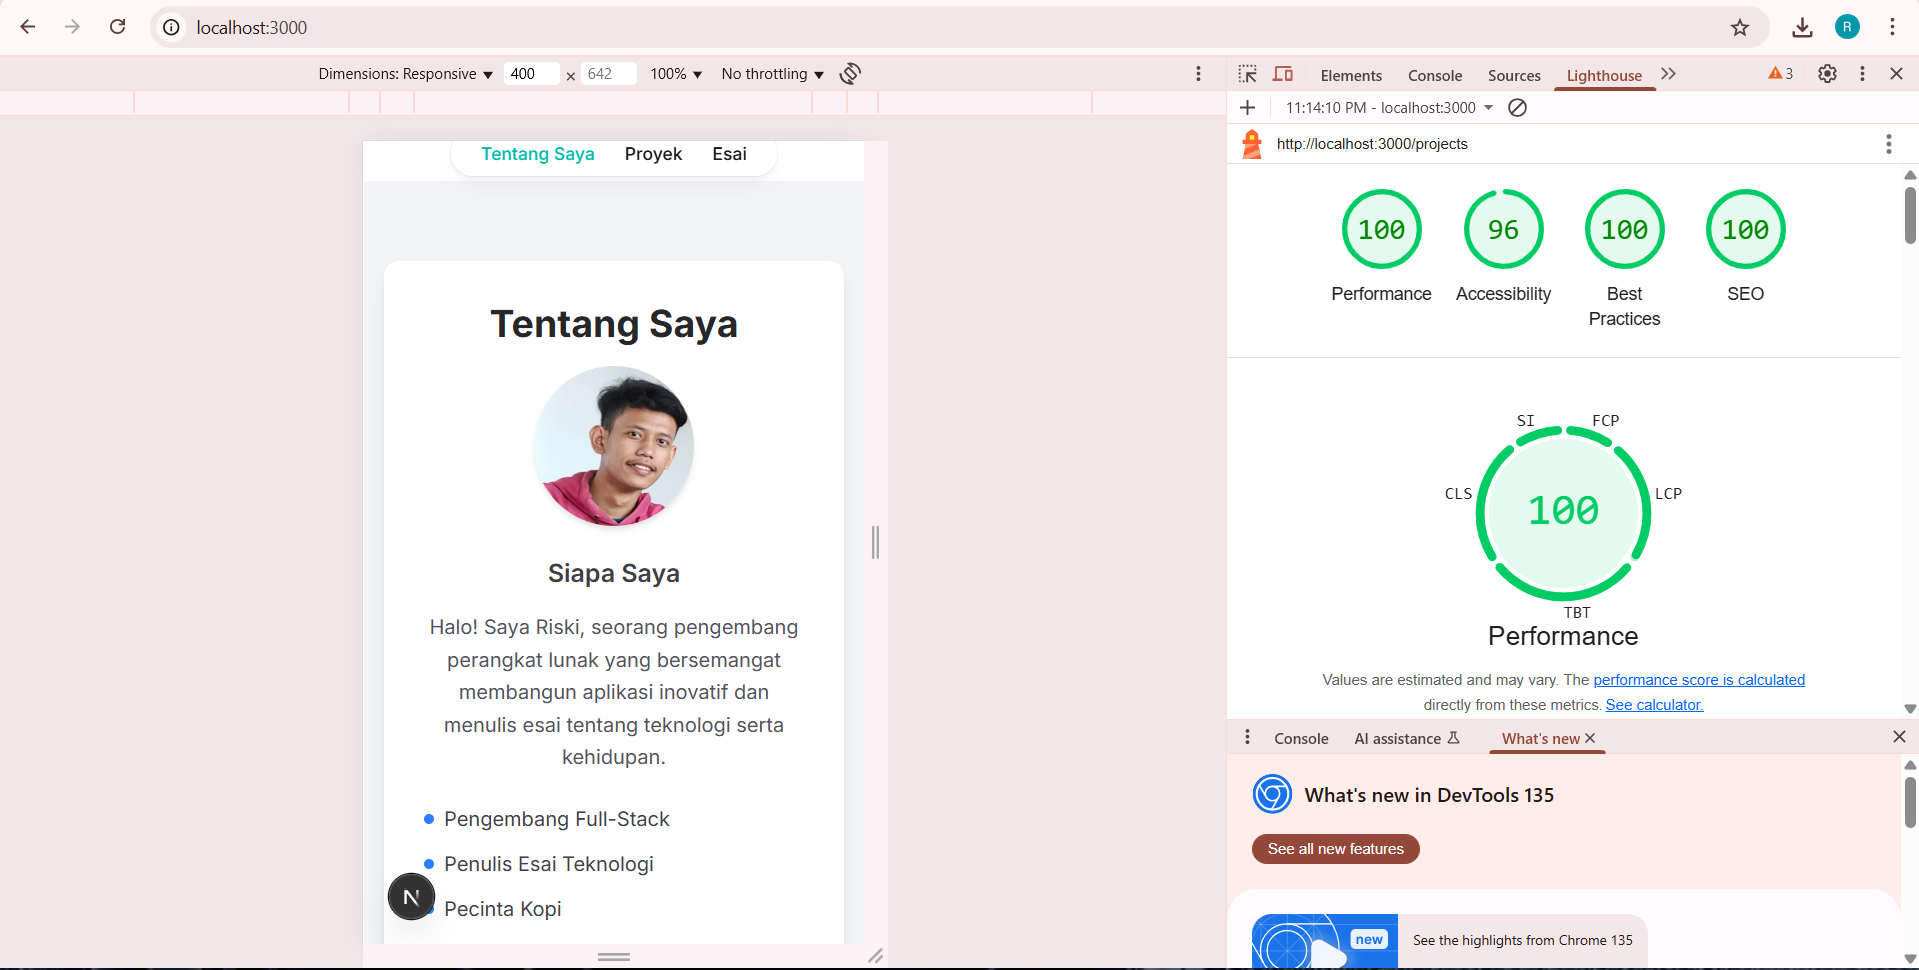 localhost:3000
R
Dimensions: Responsive 400 × 642 100% No throttling
Elements Console Sources Lighthouse 3
11:14:10 PM - localhost:3000
http://localhost:3000/projects
Tentang Saya Proyek Esai
Tentang Saya
Siapa Saya
Halo! Saya Riski, seorang pengembang
perangkat lunak yang bersemangat
membangun aplikasi inovatif dan
menulis esai tentang teknologi serta
kehidupan.
Pengembang Full-Stack
Penulis Esai Teknologi
N
Pecinta Kopi
100 96 100 100
Performance Accessibility Best Practices SEO
SI FCP
CLS LCP
100
TBT
Performance
Values are estimated and may vary. The performance score is calculated
directly from these metrics. See calculator.
Console AI assistance What's new
What's new in DevTools 135
See all new features
new
See the highlights from Chrome 135